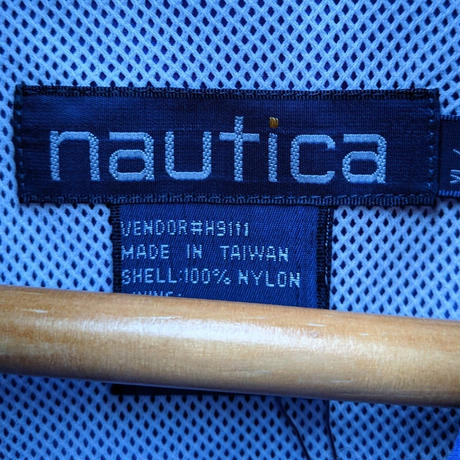 nautica
VENDOR#H9111
MADE IN TAIWAN
SHELL:100% NYLON